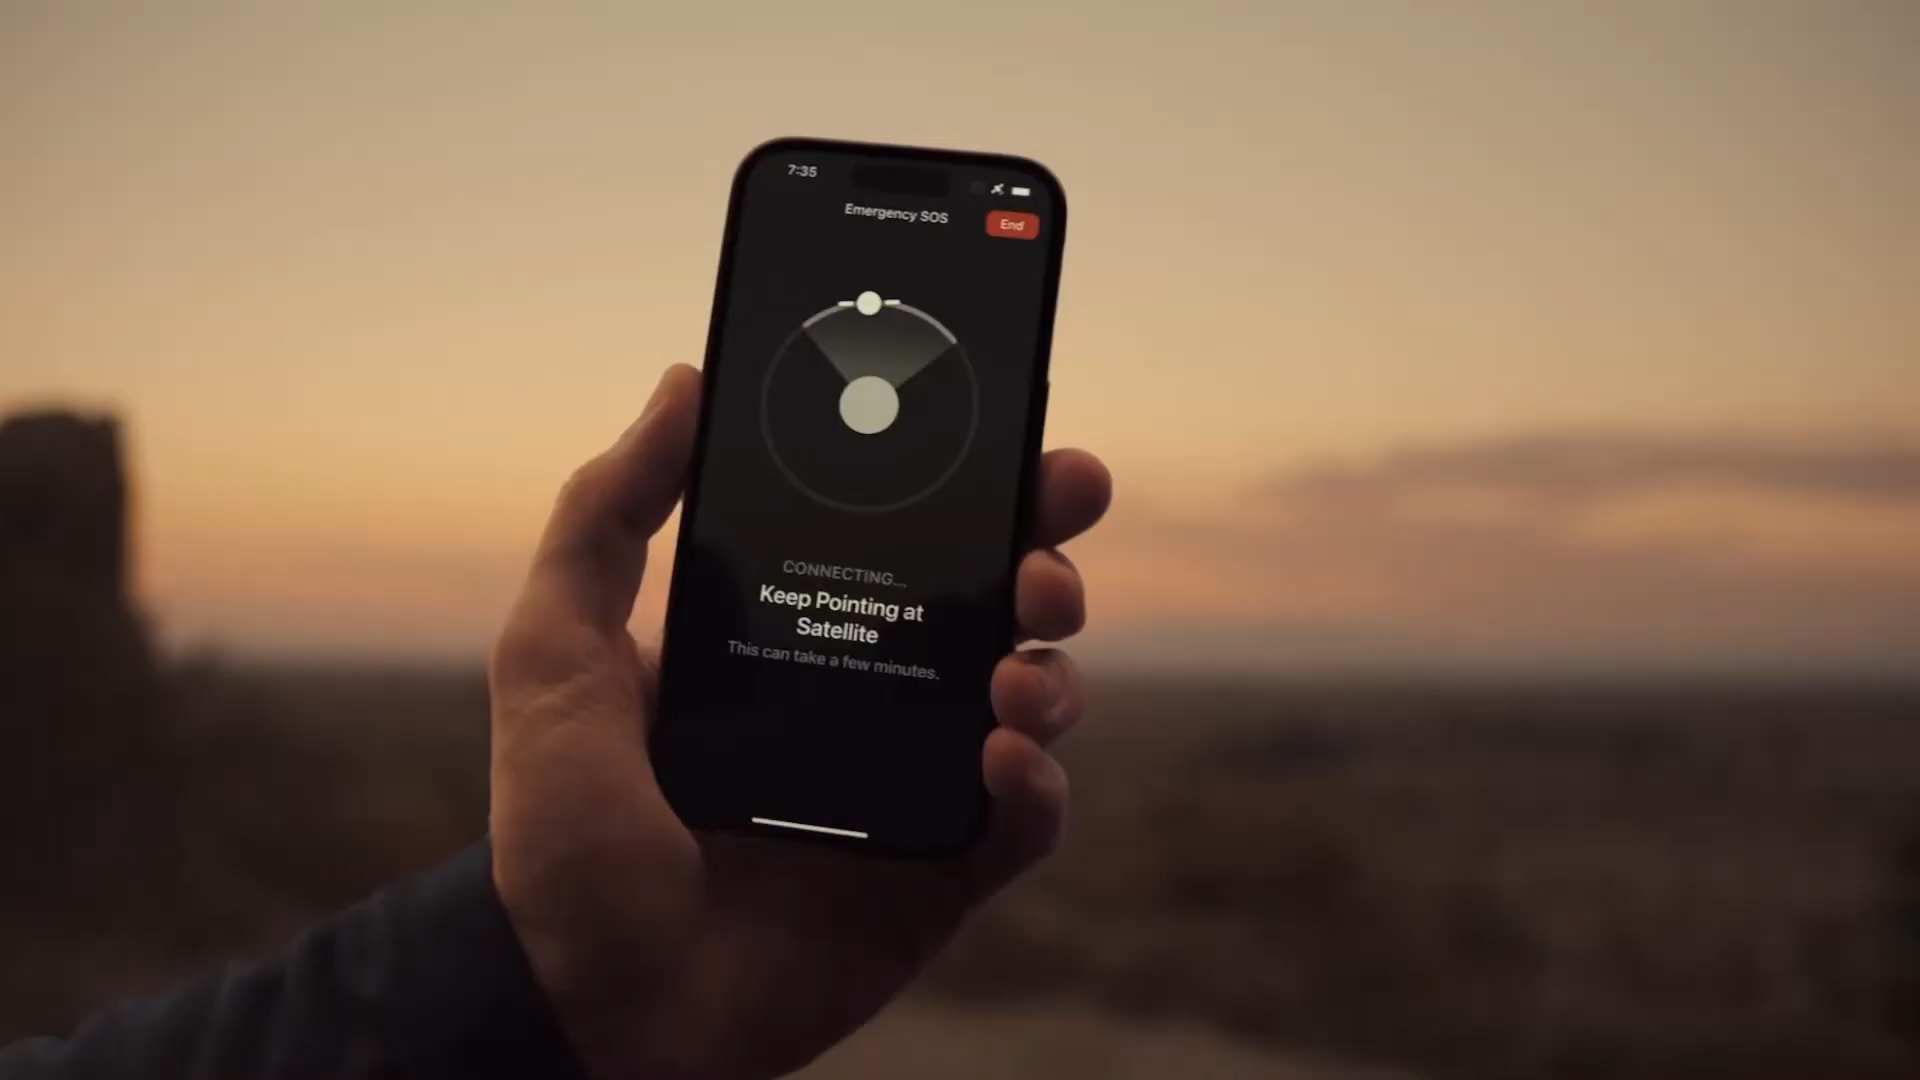 7:35
Emergency SOS
End
CONNECTING...
Keep Pointing at
Satellite
This can take a few minutes.